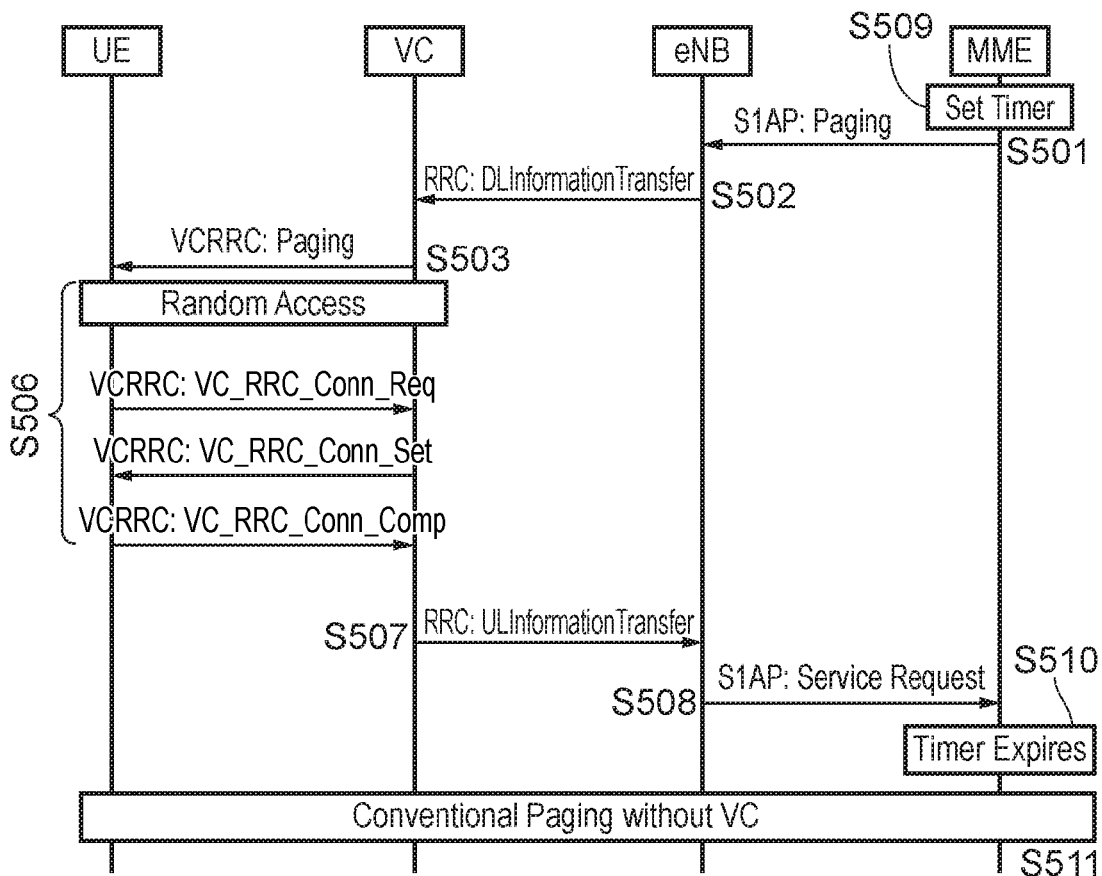 UE
VC
eNB
S509
MME
Set Timer
S1AP: Paging
S501
RRC: DLInformationTransfer
S502
VCRRC: Paging
S503
Random Access
S506
VCRRC: VC_RRC_Conn_Req
VCRRC: VC_RRC_Conn_Set
VCRRC: VC_RRC_Conn_Comp
S507
RRC: ULInformationTransfer
S508
S1AP: Service Request
S510
Timer Expires
Conventional Paging without VC
S511